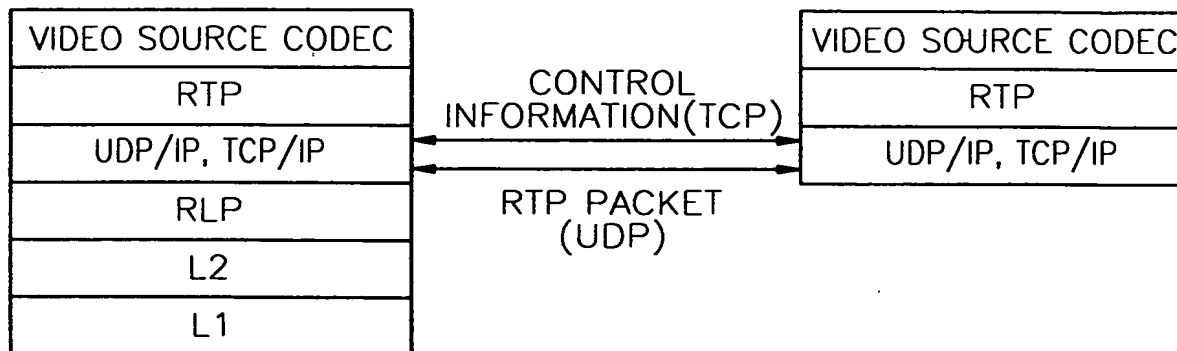 VIDEO SOURCE CODEC
RTP
UDP/IP, TCP/IP
RLP
L2
L1
CONTROL
INFORMATION(TCP)
RTP PACKET
(UDP)
VIDEO SOURCE CODEC
RTP
UDP/IP, TCP/IP